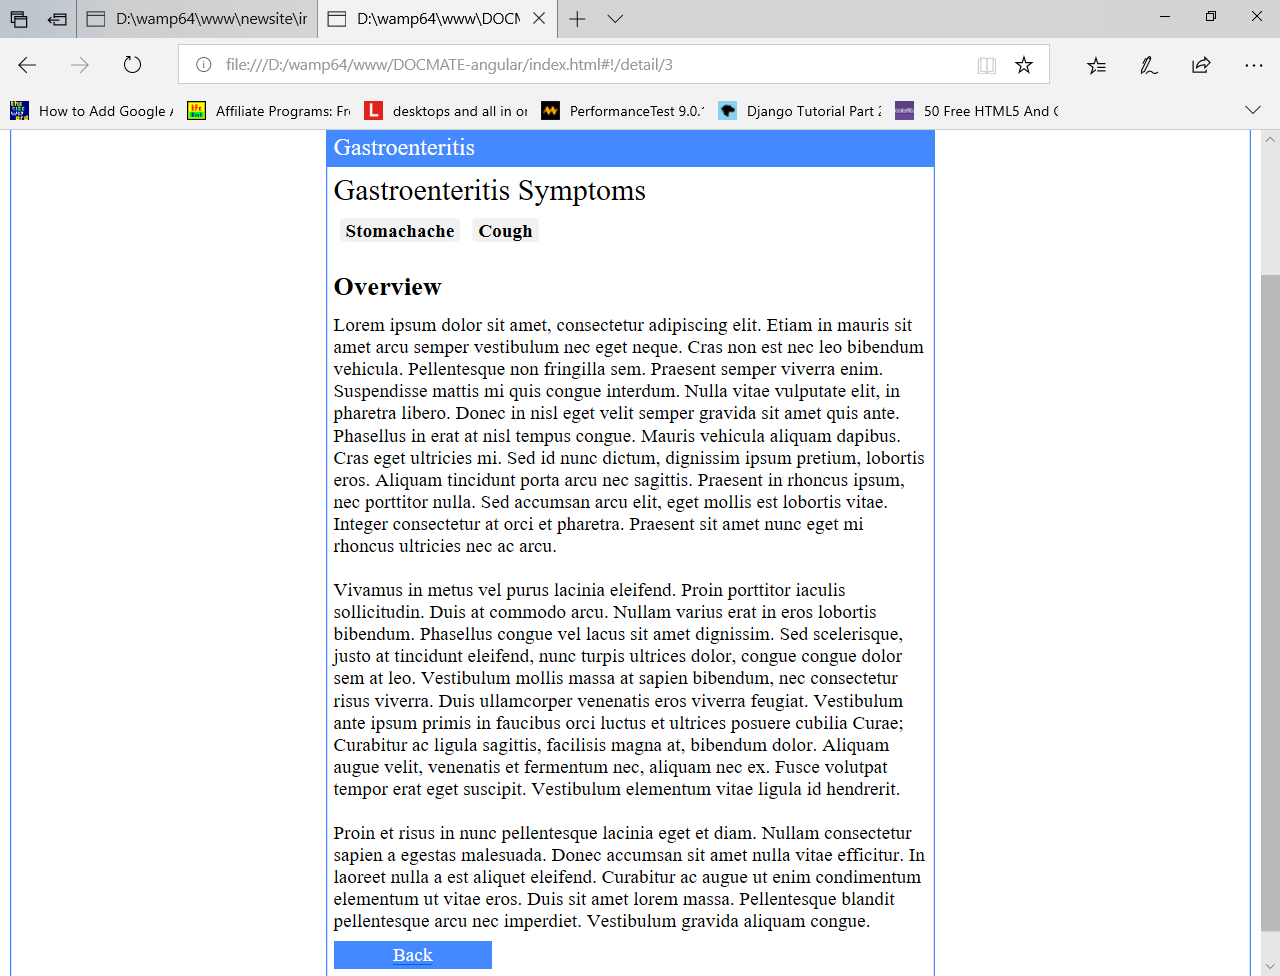 D:\wamp64\www\newsite\ir
D:\wamp64\www\DOCM
file:///D:/wamp64/www/DOCMATE-angular/index.html#!/detail/3
How to Add Google A
Affiliate Programs: Fr
desktops and all in or
PerformanceTest 9.0.1
Django Tutorial Part 2
50 Free HTML5 And C
Gastroenteritis
Gastroenteritis Symptoms
Stomachache Cough
Overview
Lorem ipsum dolor sit amet, consectetur adipiscing elit. Etiam in mauris sit
amet arcu semper vestibulum nec eget neque. Cras non est nec leo bibendum
vehicula. Pellentesque non fringilla sem. Praesent semper viverra enim.
Suspendisse mattis mi quis congue interdum. Nulla vitae vulputate elit, in
pharetra libero. Donec in nisl eget velit semper gravida sit amet quis ante.
Phasellus in erat at nisl tempus congue. Mauris vehicula aliquam dapibus.
Cras eget ultricies mi. Sed id nunc dictum, dignissim ipsum pretium, lobortis
eros. Aliquam tincidunt porta arcu nec sagittis. Praesent in rhoncus ipsum,
nec porttitor nulla. Sed accumsan arcu elit, eget mollis est lobortis vitae.
Integer consectetur at orci et pharetra. Praesent sit amet nunc eget mi
rhoncus ultricies nec ac arcu.
Vivamus in metus vel purus lacinia eleifend. Proin porttitor iaculis
sollicitudin. Duis at commodo arcu. Nullam varius erat in eros lobortis
bibendum. Phasellus congue vel lacus sit amet dignissim. Sed scelerisque,
justo at tincidunt eleifend, nunc turpis ultrices dolor, congue congue dolor
sem at leo. Vestibulum mollis massa at sapien bibendum, nec consectetur
risus viverra. Duis ullamcorper venenatis eros viverra feugiat. Vestibulum
ante ipsum primis in faucibus orci luctus et ultrices posuere cubilia Curae;
Curabitur ac ligula sagittis, facilisis magna at, bibendum dolor. Aliquam
augue velit, venenatis et fermentum nec, aliquam nec ex. Fusce volutpat
tempor erat eget suscipit. Vestibulum elementum vitae ligula id hendrerit.
Proin et risus in nunc pellentesque lacinia eget et diam. Nullam consectetur
sapien a egestas malesuada. Donec accumsan sit amet nulla vitae efficitur. In
laoreet nulla a est aliquet eleifend. Curabitur ac augue ut enim condimentum
elementum ut vitae eros. Duis sit amet lorem massa. Pellentesque blandit
pellentesque arcu nec imperdiet. Vestibulum gravida aliquam congue.
Back